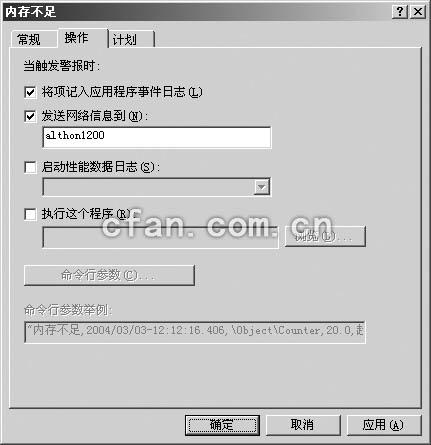 内存不足
常规 操作 计划
当触发警报时:
将项记入应用程序事件日志(L)
发送网络信息到(N):
althon1200
启动性能数据日志(S):
执行这个程序(R):
cfan.com.cn
浏览(L)...
命令行参数(C)...
命令行参数举例:
"内存不足,2004/03/03-12:12:16.406,\Object\Counter,20.0,超
确定 取消 应用(A)